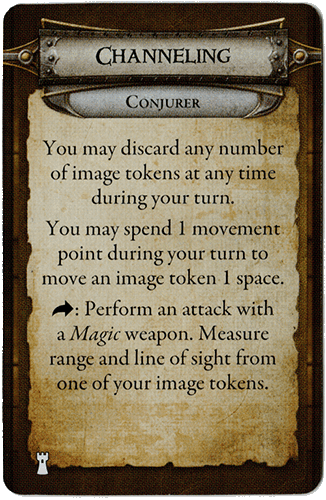 CHANNELING
CONJURER
You may discard any number
of image tokens at any time
during your turn.
You may spend 1 movement
point during your turn to
move an image token 1 space.
: Perform an attack with
a Magic weapon. Measure
range and line of sight from
one of your image tokens.